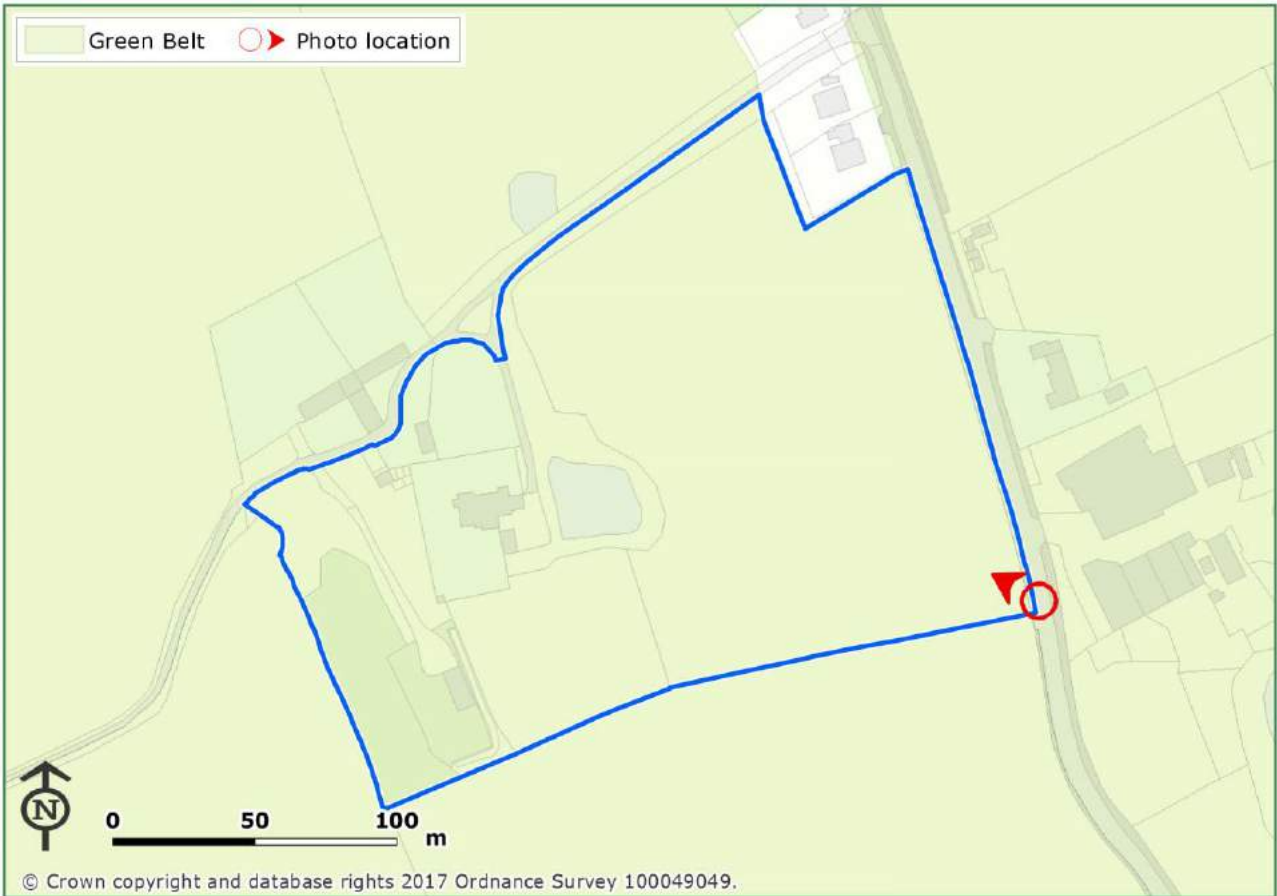 Green Belt Photo location
N
0 50 100 m
© Crown copyright and database rights 2017 Ordnance Survey 100049049.